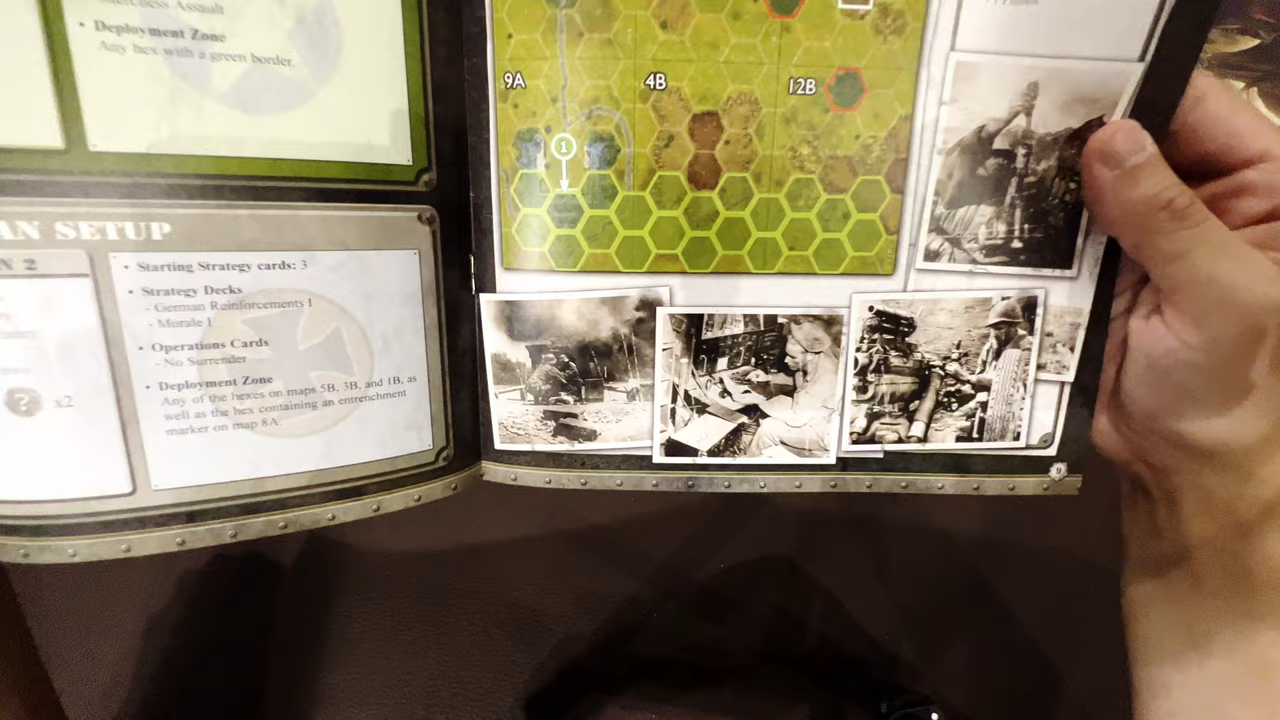 Assault
• Deployment Zone
Any hex with a green border.
9A
4B
12B
1
AN SETUP
N 2
? x2
• Starting Strategy cards: 3
• Strategy Decks
- German Reinforcements I
- Morale I
• Operations Cards
- No Surrender
• Deployment Zone
Any of the hexes on maps 5B, 3B, and 1B, as
well as the hex containing an entrenchment
marker on map 8A.